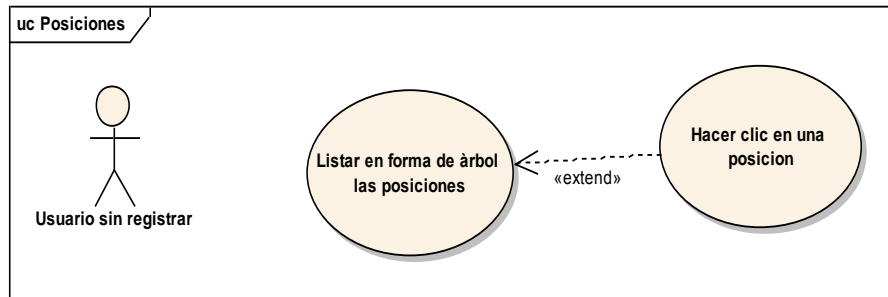 uc Posiciones
Usuario sin registrar
Listar en forma de àrbol
las posiciones
«extend»
Hacer clic en una
posicion